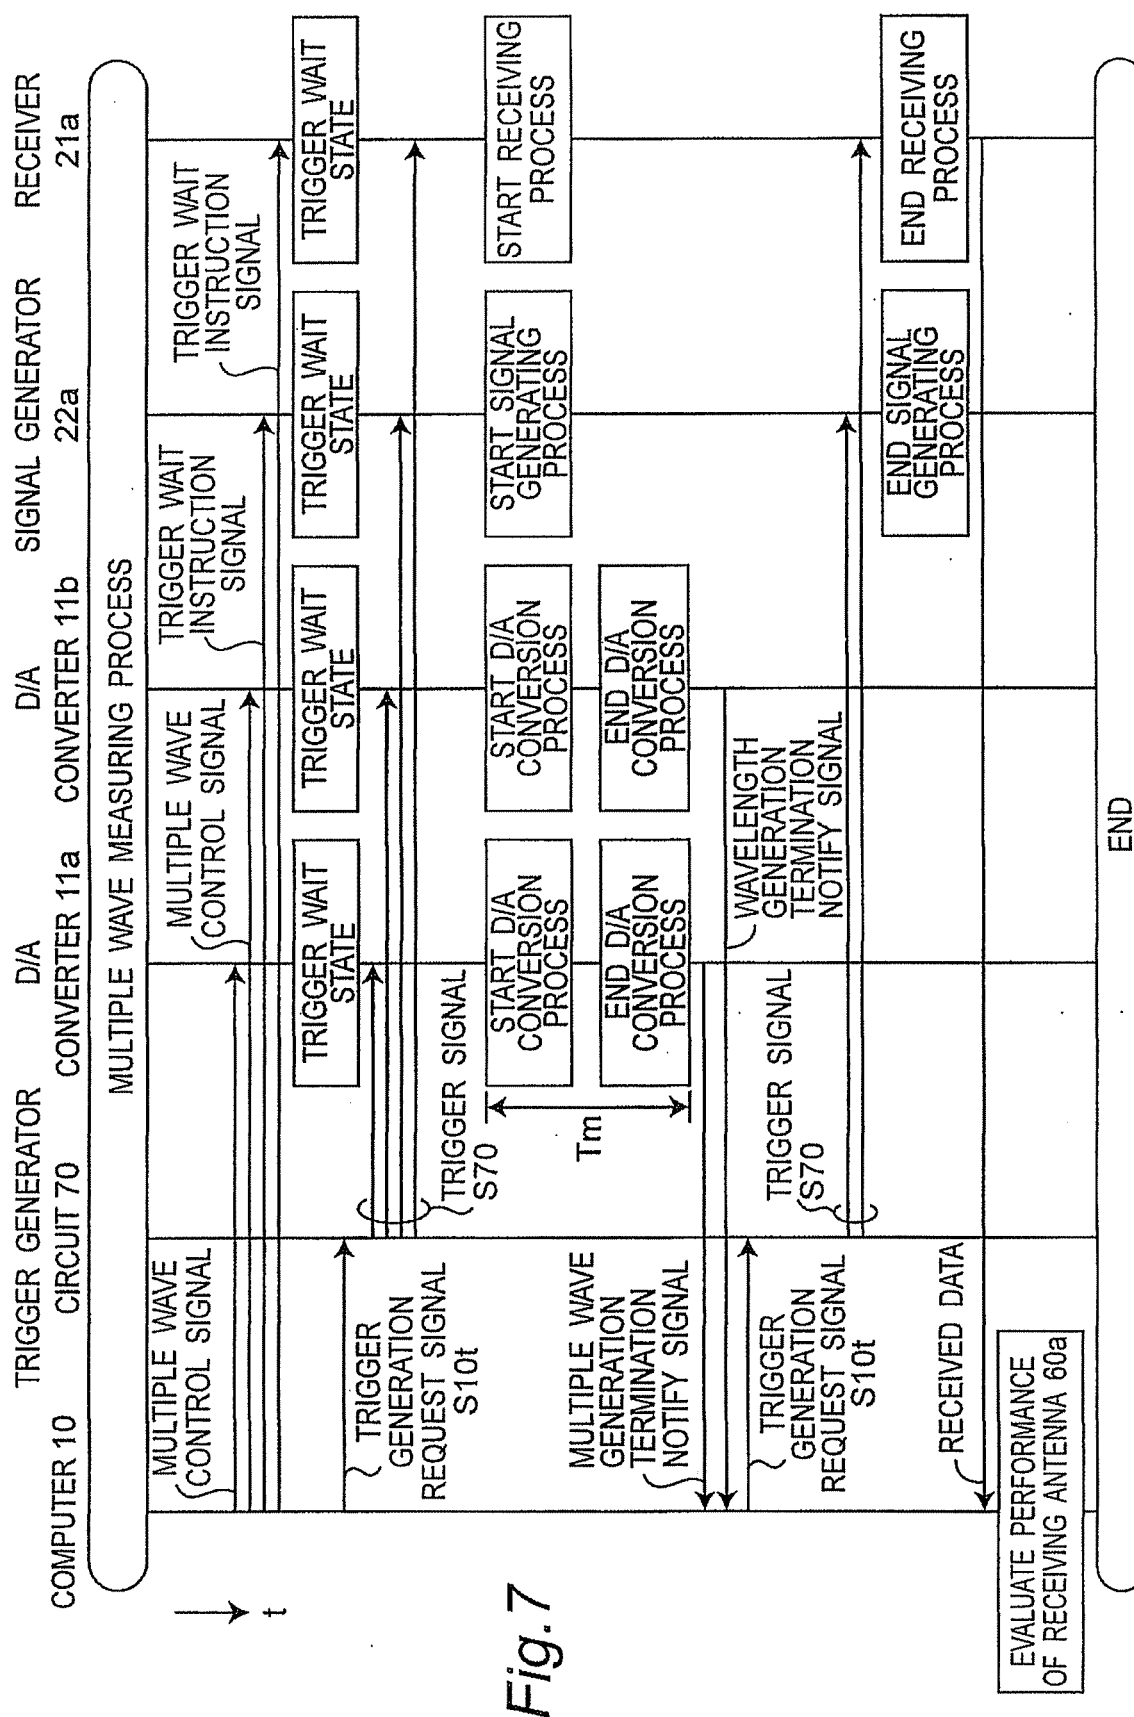 Fig.7
COMPUTER 10
TRIGGER GENERATOR
CIRCUIT 70
D/A
CONVERTER 11a
D/A
CONVERTER 11b
SIGNAL GENERATOR
22a
RECEIVER
21a
MULTIPLE WAVE MEASURING PROCESS
t
MULTIPLE WAVE
CONTROL SIGNAL
MULTIPLE WAVE
CONTROL SIGNAL
TRIGGER WAIT
INSTRUCTION
SIGNAL
TRIGGER WAIT
INSTRUCTION
SIGNAL
TRIGGER WAIT
STATE
TRIGGER WAIT
STATE
TRIGGER WAIT
STATE
TRIGGER WAIT
STATE
TRIGGER
GENERATION
REQUEST SIGNAL
S10t
TRIGGER SIGNAL
S70
START D/A
CONVERSION
PROCESS
START D/A
CONVERSION
PROCESS
START SIGNAL
GENERATING
PROCESS
START RECEIVING
PROCESS
Tm
END D/A
CONVERSION
PROCESS
END D/A
CONVERSION
PROCESS
MULTIPLE WAVE
GENERATION
TERMINATION
NOTIFY SIGNAL
WAVELENGTH
GENERATION
TERMINATION
NOTIFY SIGNAL
TRIGGER
GENERATION
REQUEST SIGNAL
S10t
TRIGGER SIGNAL
S70
END SIGNAL
GENERATING
PROCESS
END RECEIVING
PROCESS
RECEIVED DATA
EVALUATE PERFORMANCE
OF RECEIVING ANTENNA 60a
END